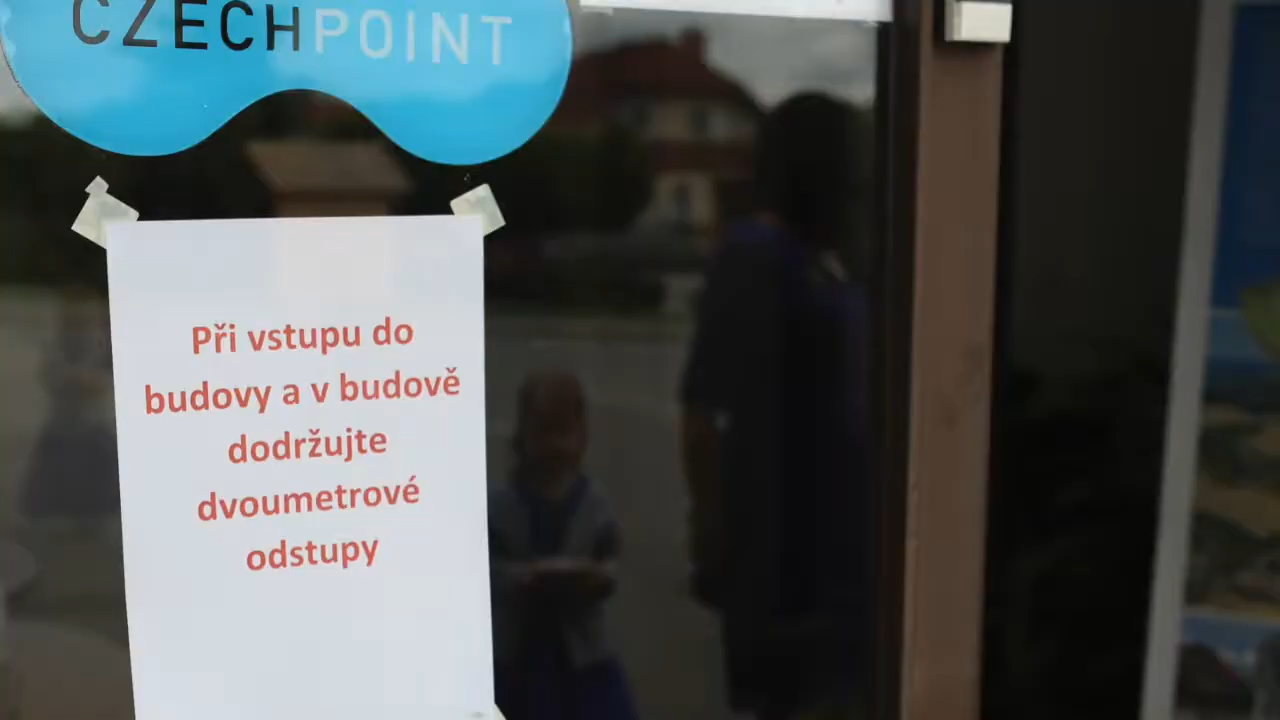 CZECHPOINT
Při vstupu do
budovy a v budově
dodržujte
dvoumetrové
odstupy